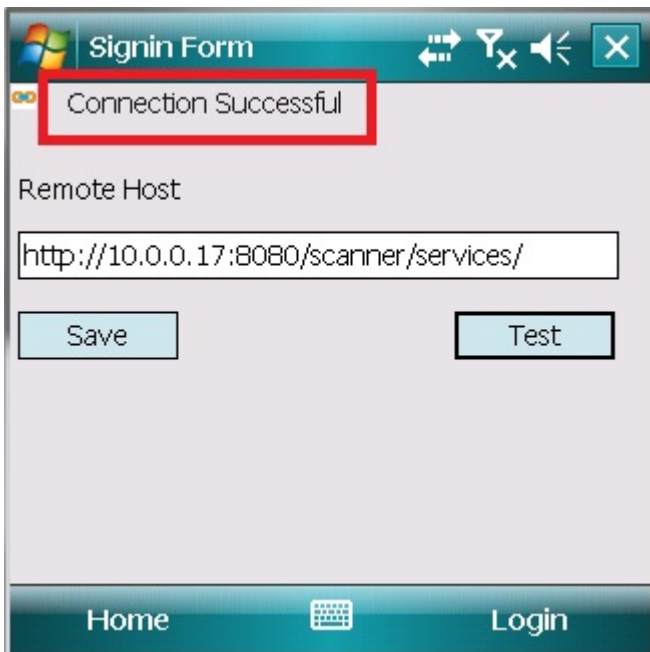 Signin Form
Connection Successful
Remote Host
http://10.0.0.17:8080/scanner/services/
Save Test
Home Login